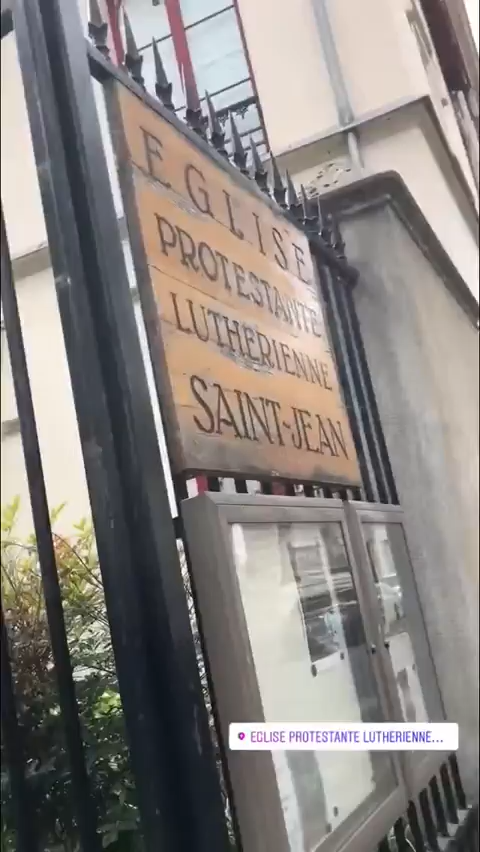 EGLISE
PROTESTANTE
LUTHERIENNE
SAINT-JEAN
EGLISE PROTESTANTE LUTHERIENNE...